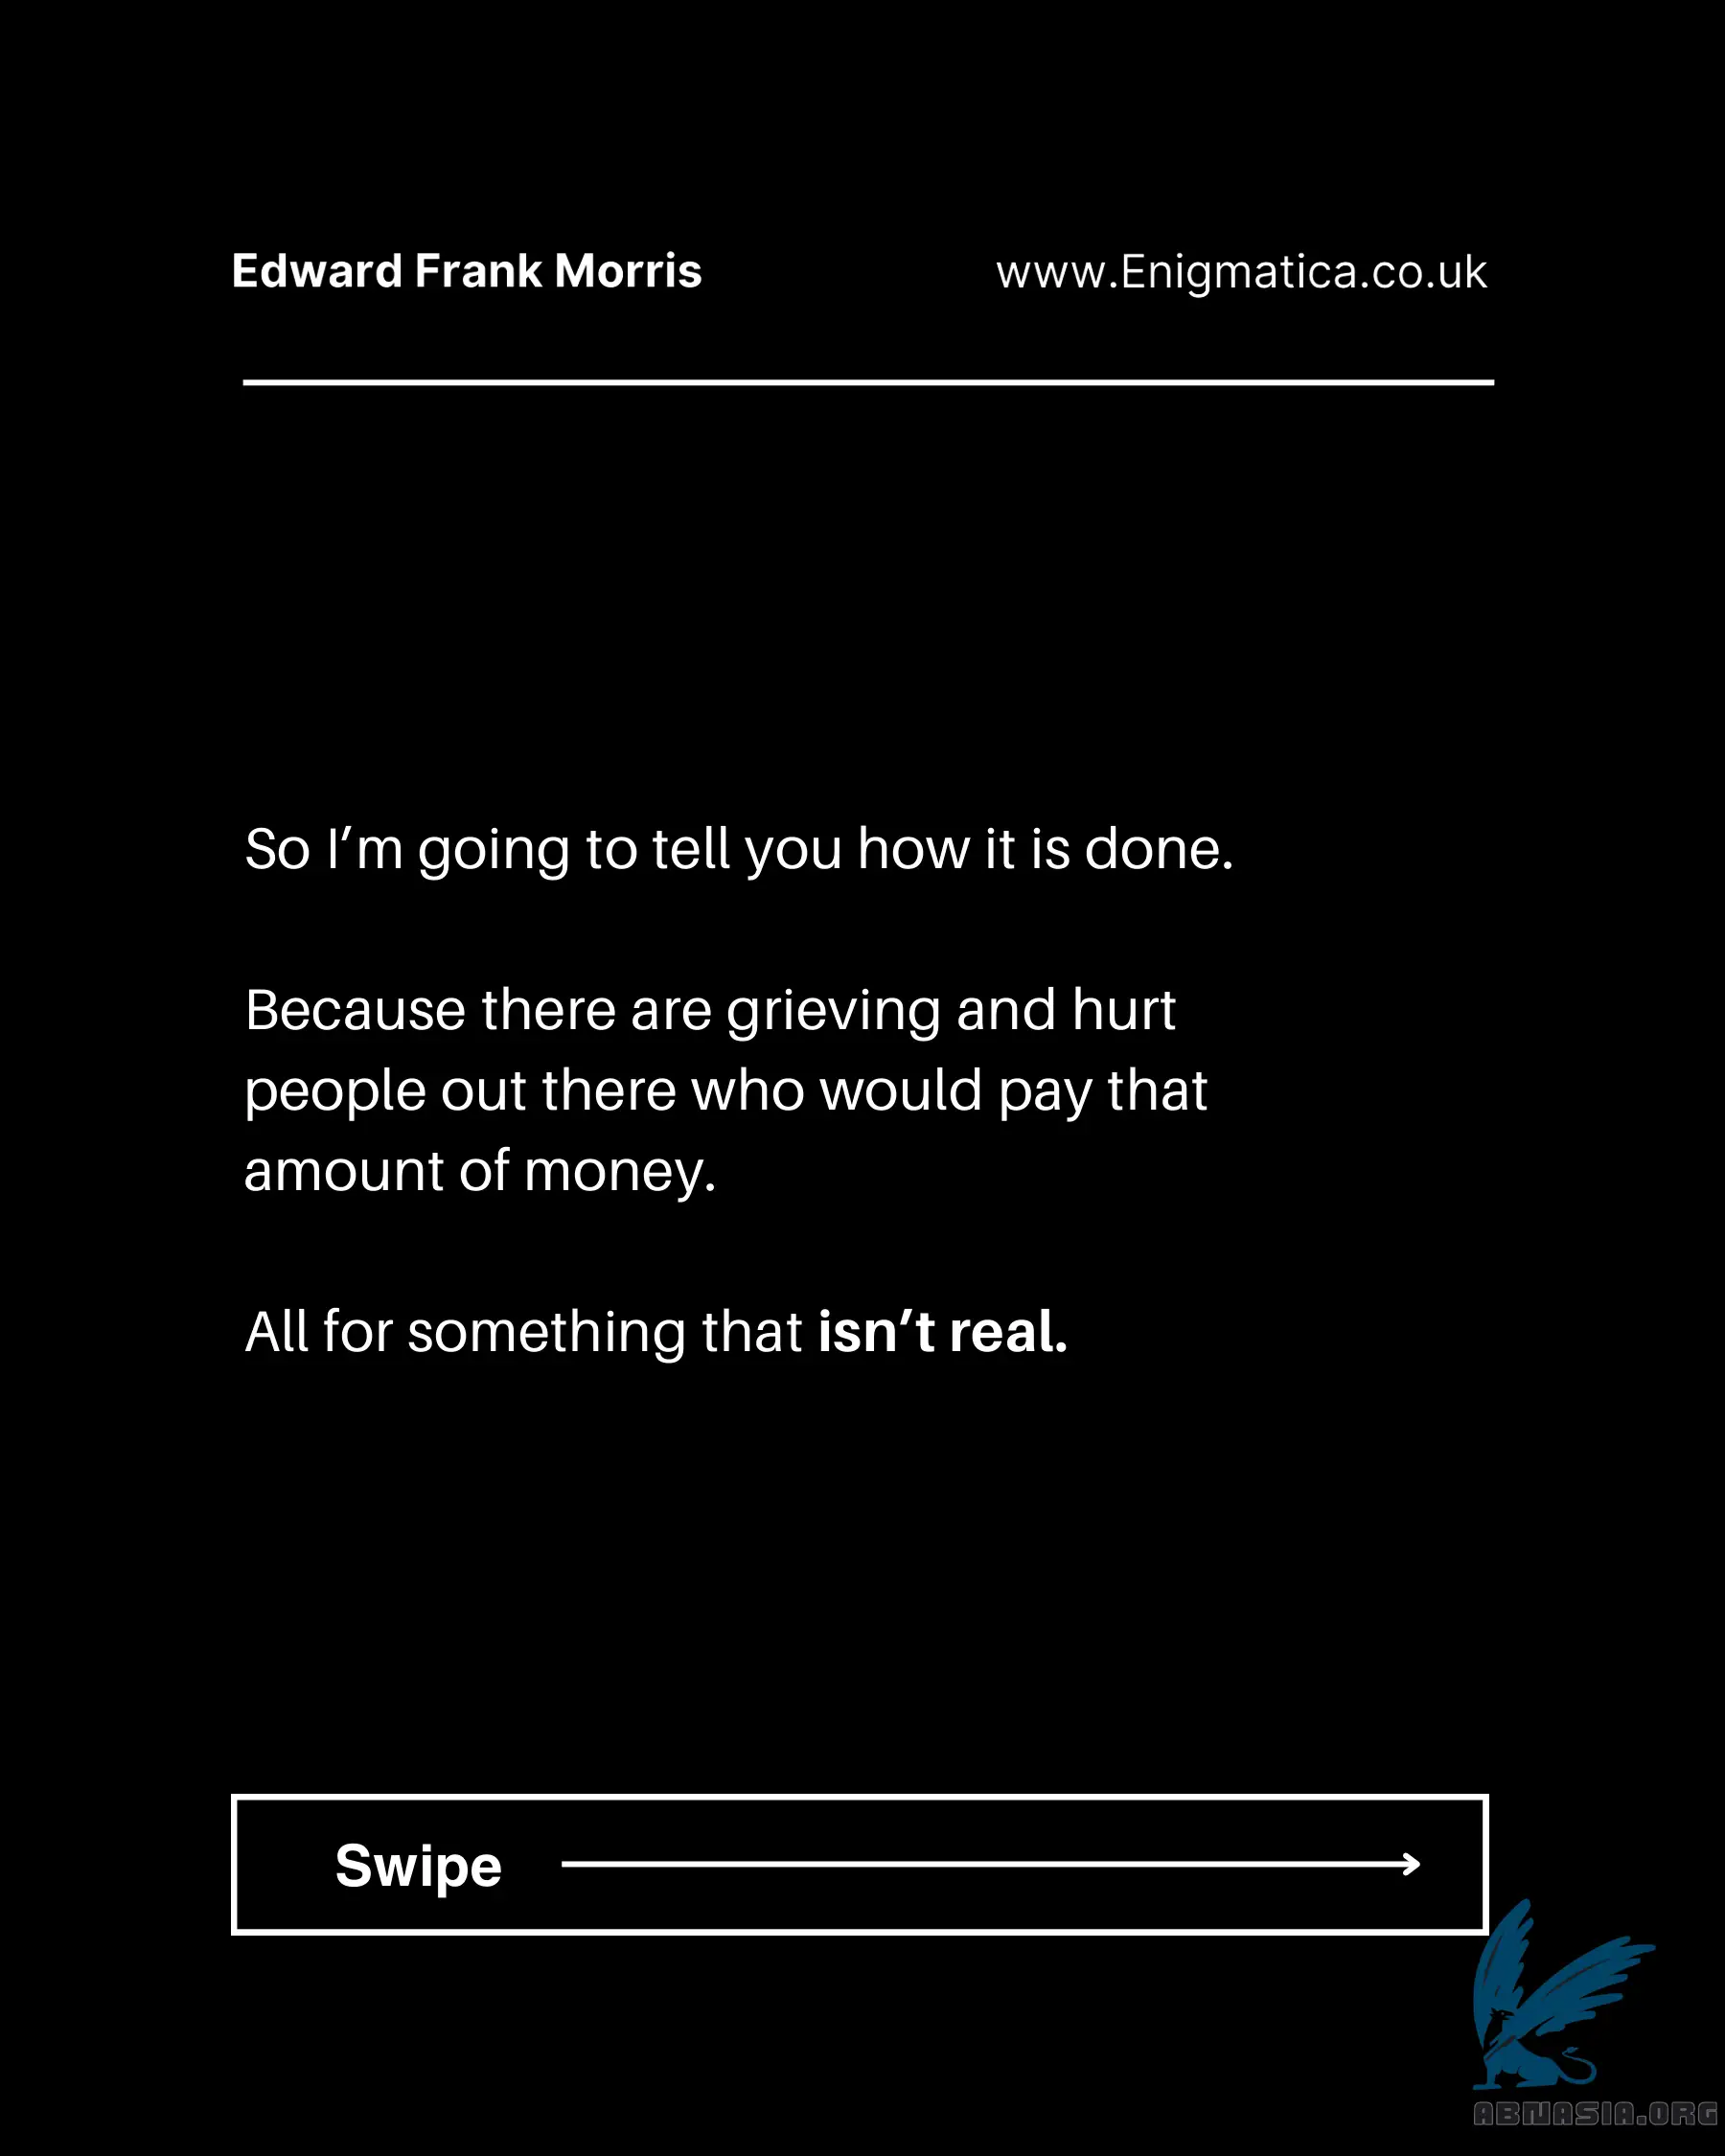 Edward Frank Morris
www.Enigmatica.co.uk
So I’m going to tell you how it is done.
Because there are grieving and hurt
people out there who would pay that
amount of money.
All for something that isn’t real.
Swipe
ABNASIA.ORG